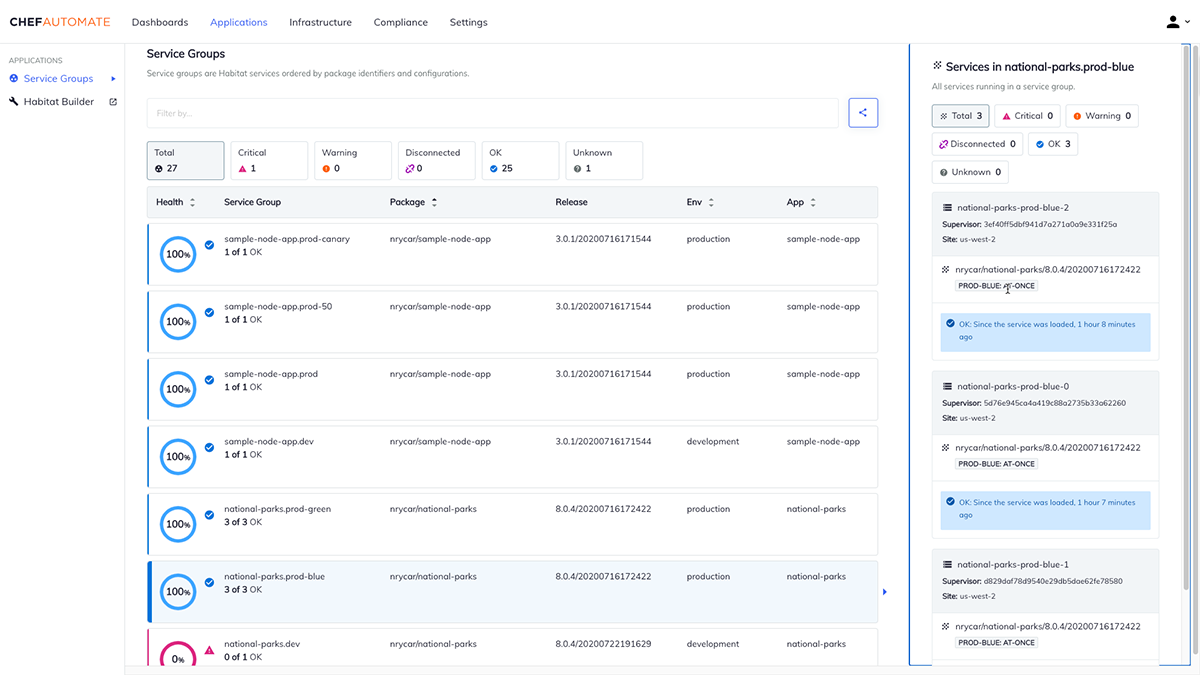 CHEFAUTOMATE
Dashboards
Applications
Infrastructure
Compliance
Settings
APPLICATIONS
Service Groups
Habitat Builder
Service Groups
Service groups are Habitat services ordered by package identifiers and configurations.
Filter by...
Total
27
Critical
1
Warning
0
Disconnected
0
OK
25
Unknown
1
Health Service Group Package Release Env App
100% sample-node-app.prod-canary nrycar/sample-node-app 3.0.1/20200716171544 production sample-node-app
1 of 1 OK
100% sample-node-app.prod-50 nrycar/sample-node-app 3.0.1/20200716171544 production sample-node-app
1 of 1 OK
100% sample-node-app.prod nrycar/sample-node-app 3.0.1/20200716171544 production sample-node-app
1 of 1 OK
100% sample-node-app.dev nrycar/sample-node-app 3.0.1/20200716171544 development sample-node-app
1 of 1 OK
100% national-parks.prod-green nrycar/national-parks 8.0.4/20200716172422 production national-parks
3 of 3 OK
100% national-parks.prod-blue nrycar/national-parks 8.0.4/20200716172422 production national-parks
3 of 3 OK
0% national-parks.dev nrycar/national-parks 8.0.4/20200722191629 development national-parks
0 of 1 OK
Services in national-parks.prod-blue
All services running in a service group.
Total 3
Critical 0
Warning 0
Disconnected 0
OK 3
Unknown 0
national-parks-prod-blue-2
Supervisor: 3ef40ff5dbf941d7a271a0a9e331f25a
Site: us-west-2
nrycar/national-parks/8.0.4/20200716172422
PROD-BLUE: AT-ONCE
OK: Since the service was loaded, 1 hour 8 minutes
ago
national-parks-prod-blue-0
Supervisor: 5d76e945ca4a419c88a2735b33a62260
Site: us-west-2
nrycar/national-parks/8.0.4/20200716172422
PROD-BLUE: AT-ONCE
OK: Since the service was loaded, 1 hour 7 minutes
ago
national-parks-prod-blue-1
Supervisor: d829daf78d9540e29db5dae62fe78580
Site: us-west-2
nrycar/national-parks/8.0.4/20200716172422
PROD-BLUE: AT-ONCE